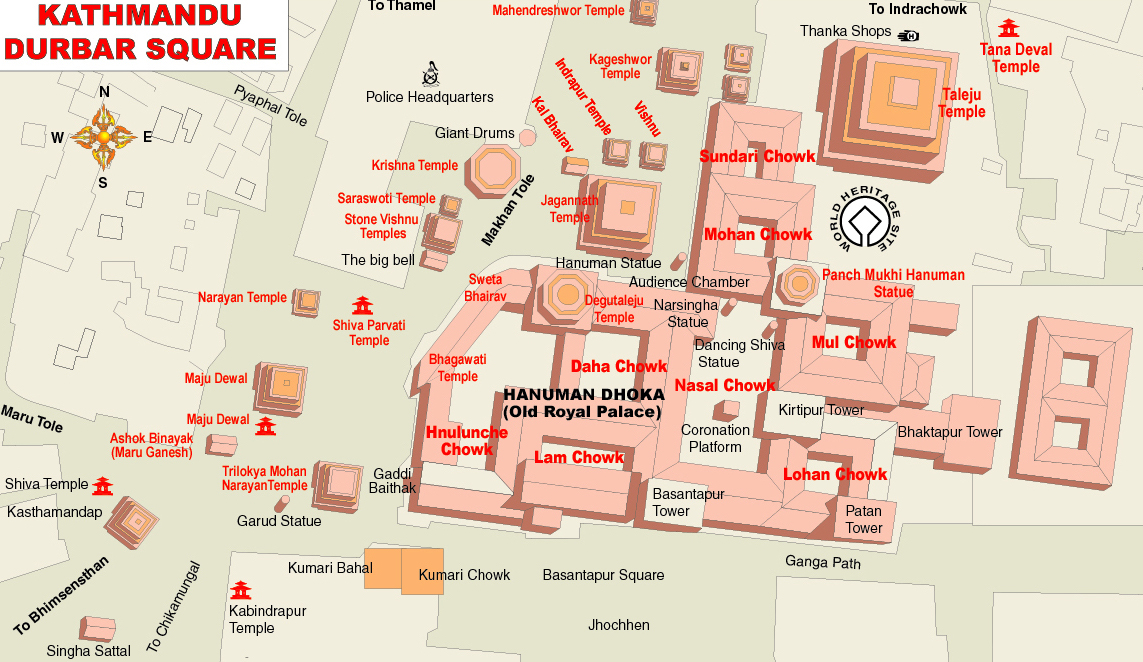 KATHMANDU
DURBAR SQUARE
To Thamel
Mahendreshwor Temple
To Indrachowk
Thanka Shops
H
Tana Deval
Temple
Kageshwor
Temple
Indrapur Temple
Vishnu
Kal Bhairav
Taleju
Temple
Police Headquarters
Pyaphal Tole
N
W
E
S
Giant Drums
Krishna Temple
Sundari Chowk
Saraswoti Temple
Stone Vishnu
Temples
The big bell
Makhan Tole
Jagannath
Temple
Mohan Chowk
WORLD HERITAGE SITE
Hanuman Statue
Audience Chamber
Panch Mukhi Hanuman
Statue
Narayan Temple
Shiva Parvati
Temple
Sweta
Bhairav
Degutaleju
Temple
Narsingha
Statue
Dancing Shiva
Statue
Mul Chowk
Bhagawati
Temple
Daha Chowk
Nasal Chowk
Maju Dewal
HANUMAN DHOKA
(Old Royal Palace)
Kirtipur Tower
Maru Tole
Maju Dewal
Ashok Binayak
(Maru Ganesh)
Hnulunche
Chowk
Lam Chowk
Coronation
Platform
Bhaktapur Tower
Trilokya Mohan
NarayanTemple
Gaddi
Baithak
Lohan Chowk
Shiva Temple
Kasthamandap
Garud Statue
Basantapur
Tower
Patan
Tower
Ganga Path
Kumari Bahal
Kumari Chowk
Basantapur Square
To Bhimsensthan
To Chikamungal
Kabindrapur
Temple
Jhochhen
Singha Sattal